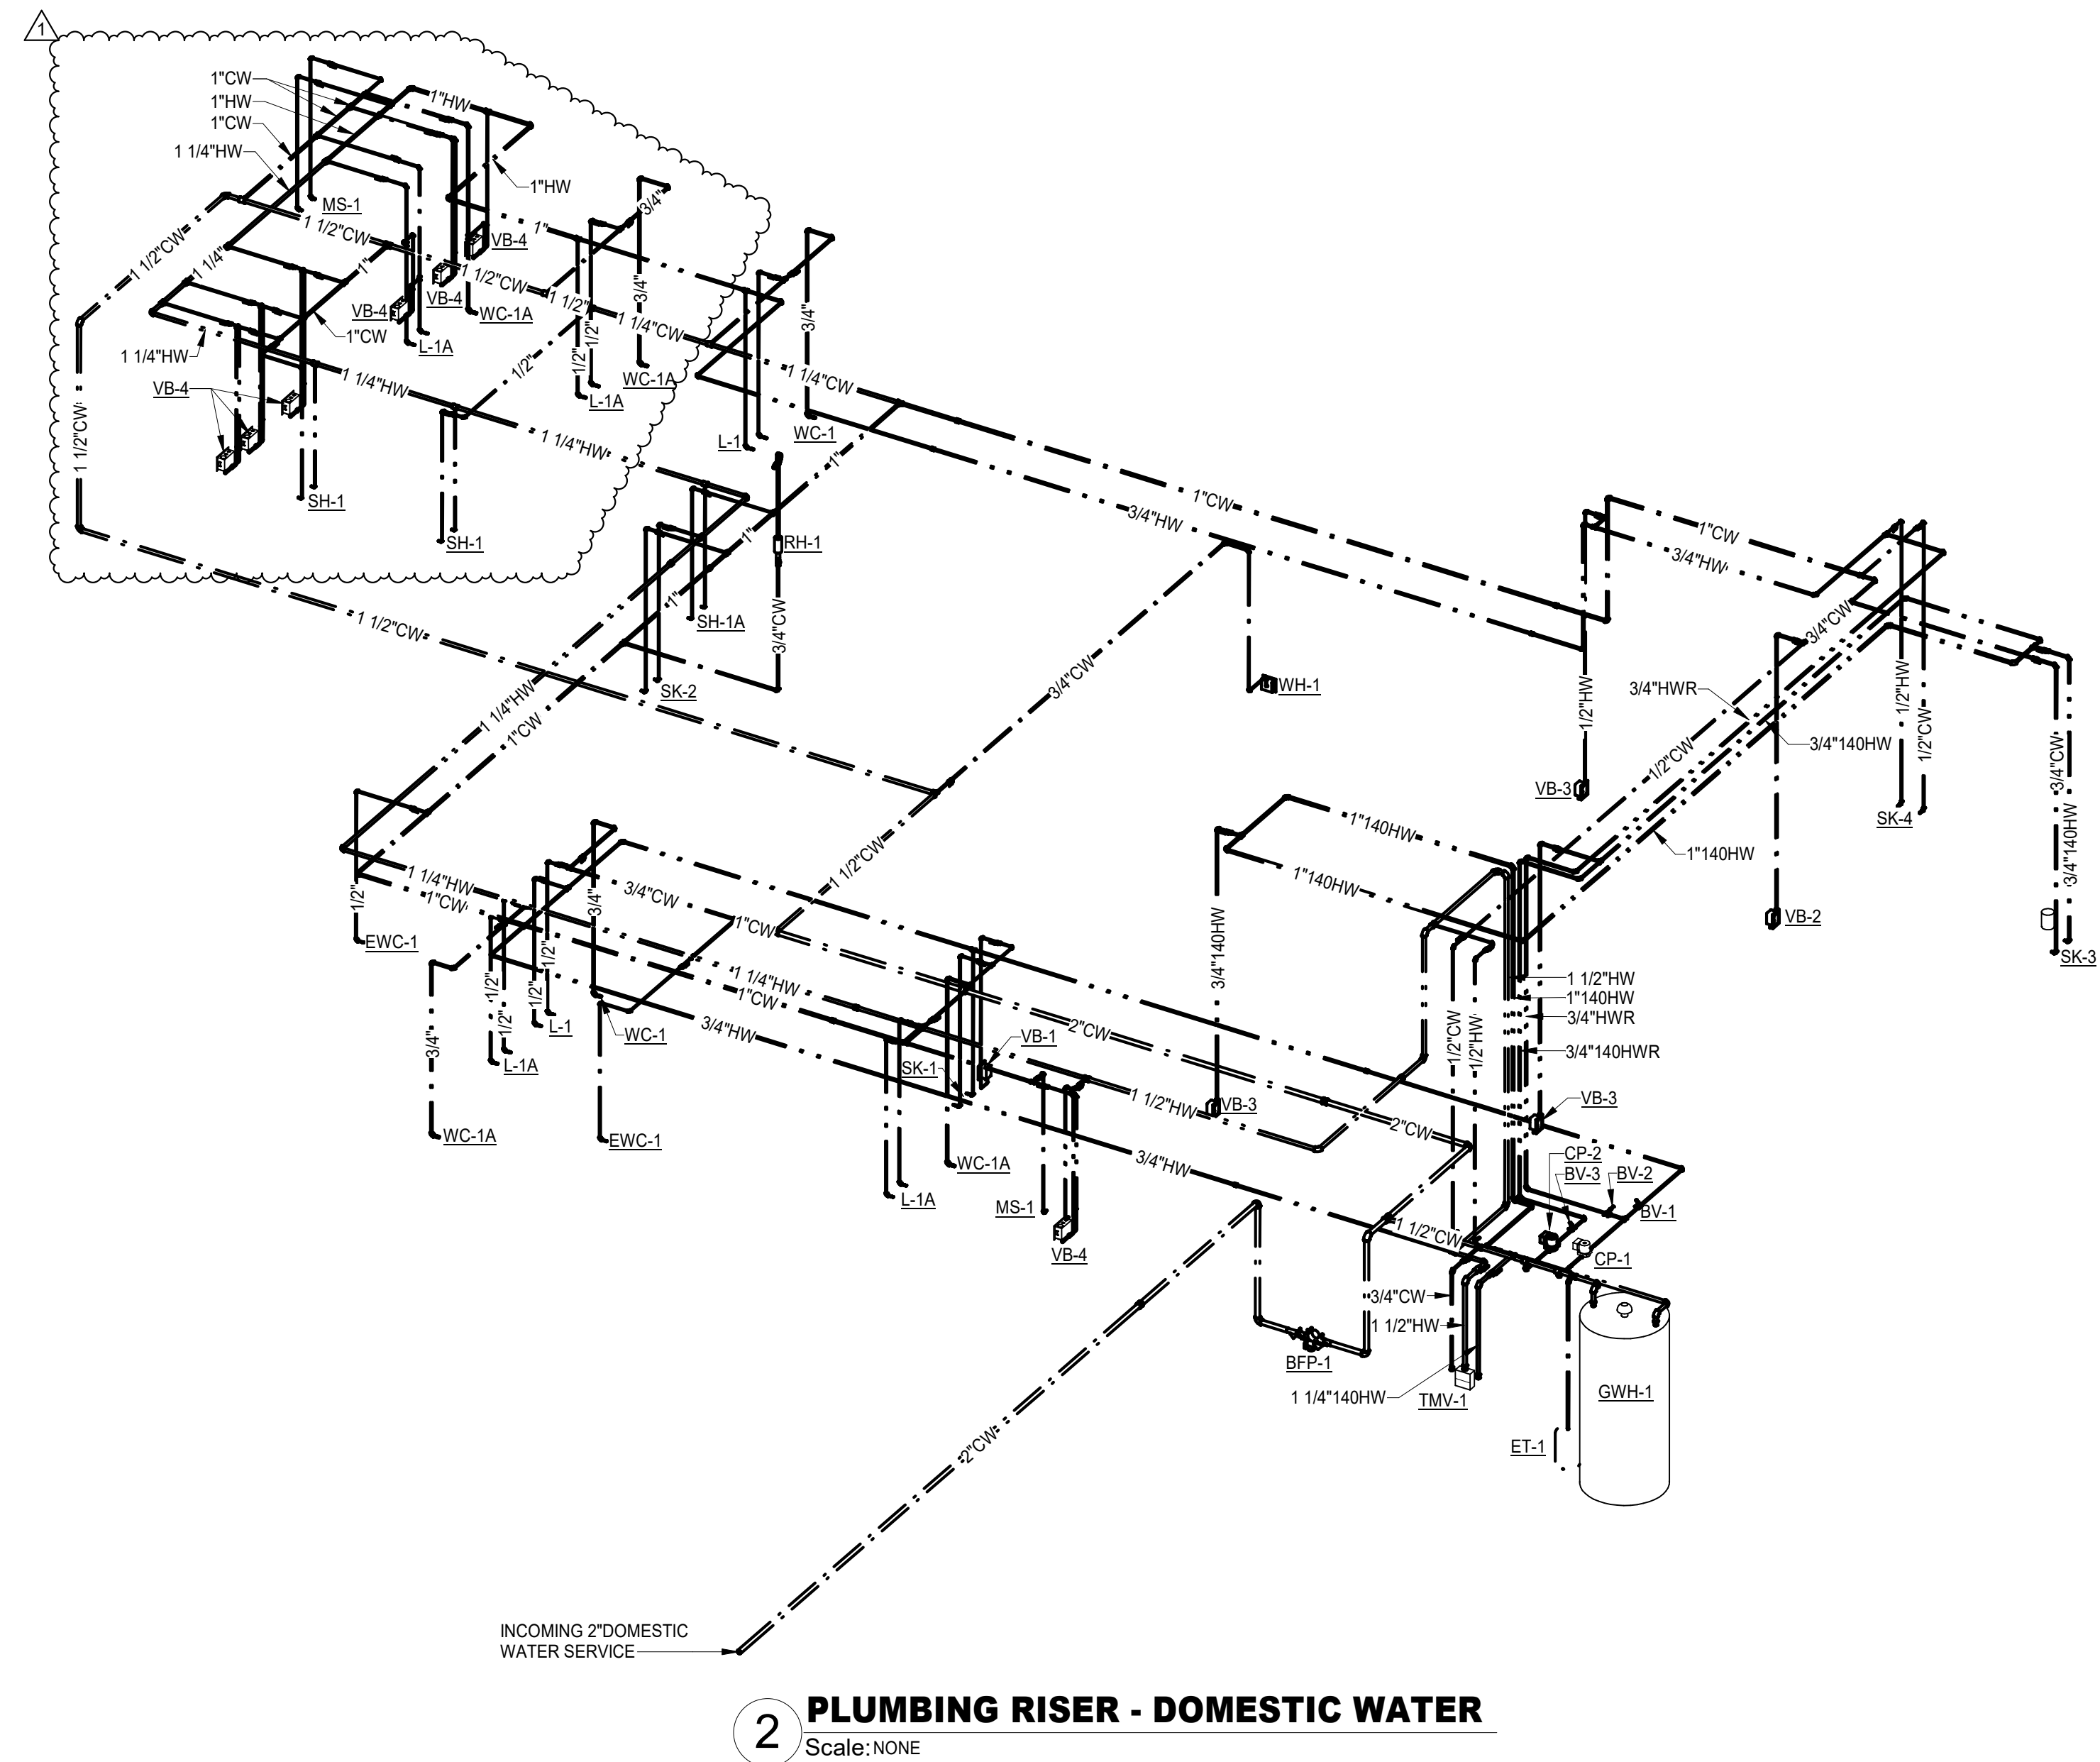 1
1"CW
1"HW
1"CW
1 1/4"HW
1"HW
1"HW
MS-1
1 1/2"CW
1 1/2"CW
1 1/4"
1"
1"
VB-4
VB-4
VB-4
1 1/2"CW
1 1/2"
3/4"
3/4"
WC-1A
L-1A
1"CW
1 1/4"HW
VB-4
1 1/4"HW
1/2"
1/2"
1/2"
1 1/4"CW
WC-1A
L-1A
1 1/4"CW
3/4"
L-1
WC-1
1 1/2"CW
1 1/4"HW
SH-1
SH-1
1"
1"
1"
RH-1
SH-1A
3/4"CW
SK-2
1 1/2"CW
1"CW
3/4"HW
1"CW
3/4"HW
3/4"CW
WH-1
1/2"HW
VB-3
3/4"CW
3/4"HWR
3/4"140HW
1/2"CW
1/2"HW
1/2"CW
SK-4
3/4"CW
3/4"140HW
SK-3
VB-2
1"140HW
1 1/4"HW
1"CW
1"140HW
1"140HW
3/4"140HW
1 1/2"CW
1 1/4"HW
1"CW
1/2"
EWC-1
3/4"CW
3/4"
1"CW
1/2"
1/2"
1/2"
1/2"
L-1
WC-1
L-1A
3/4"
WC-1A
EWC-1
1 1/4"HW
1"CW
3/4"HW
2"CW
VB-1
SK-1
1 1/2"HW
VB-3
2"CW
1/2"CW
1/2"HW
1 1/2"HW
1"140HW
3/4"HWR
3/4"140HWR
VB-3
WC-1A
L-1A
MS-1
VB-4
3/4"HW
CP-2
BV-3
BV-2
BV-1
1 1/2"CW
CP-1
3/4"CW
1 1/2"HW
BFP-1
1 1/4"140HW
TMV-1
GWH-1
ET-1
2"CW
INCOMING 2"DOMESTIC
WATER SERVICE
2
PLUMBING RISER - DOMESTIC WATER
Scale:NONE